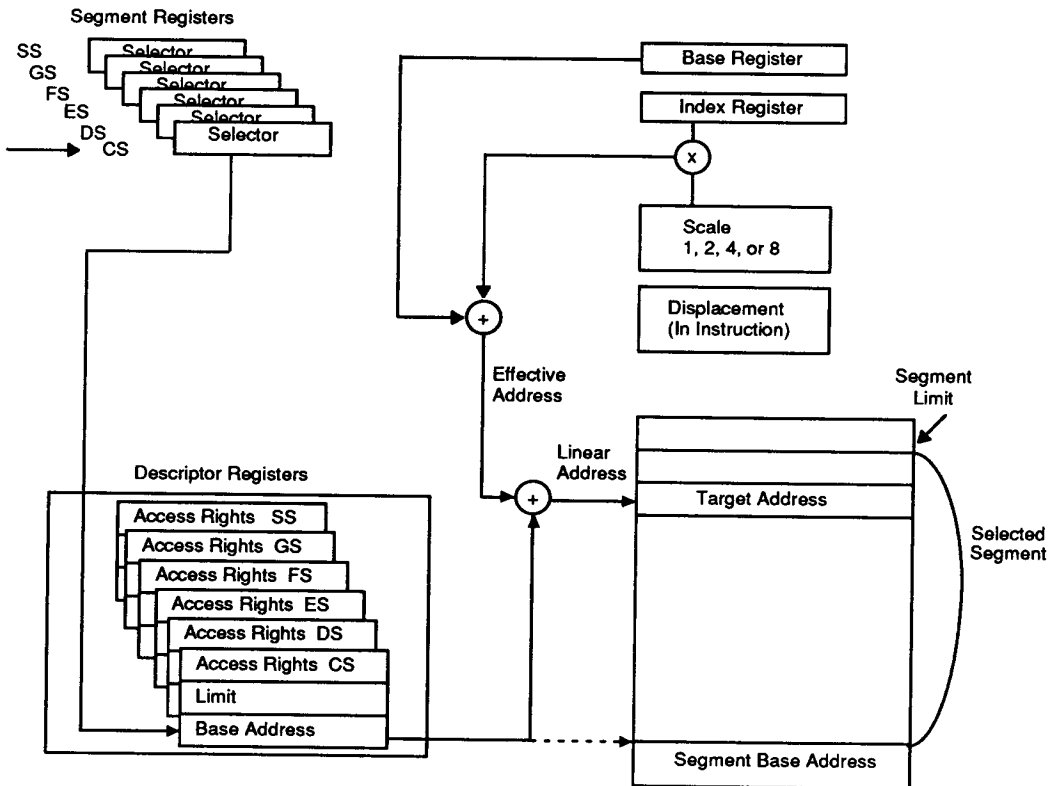 Segment Registers
SS
GS
FS
ES
DS
CS
Selector
Selector
Selector
Selector
Selector
Selector
Base Register
Index Register
x
Scale
1, 2, 4, or 8
Displacement
(In Instruction)
+
Effective
Address
Segment
Limit
Linear
Address
+
Target Address
Selected
Segment
Segment Base Address
Descriptor Registers
Access Rights SS
Access Rights GS
Access Rights FS
Access Rights ES
Access Rights DS
Access Rights CS
Limit
Base Address